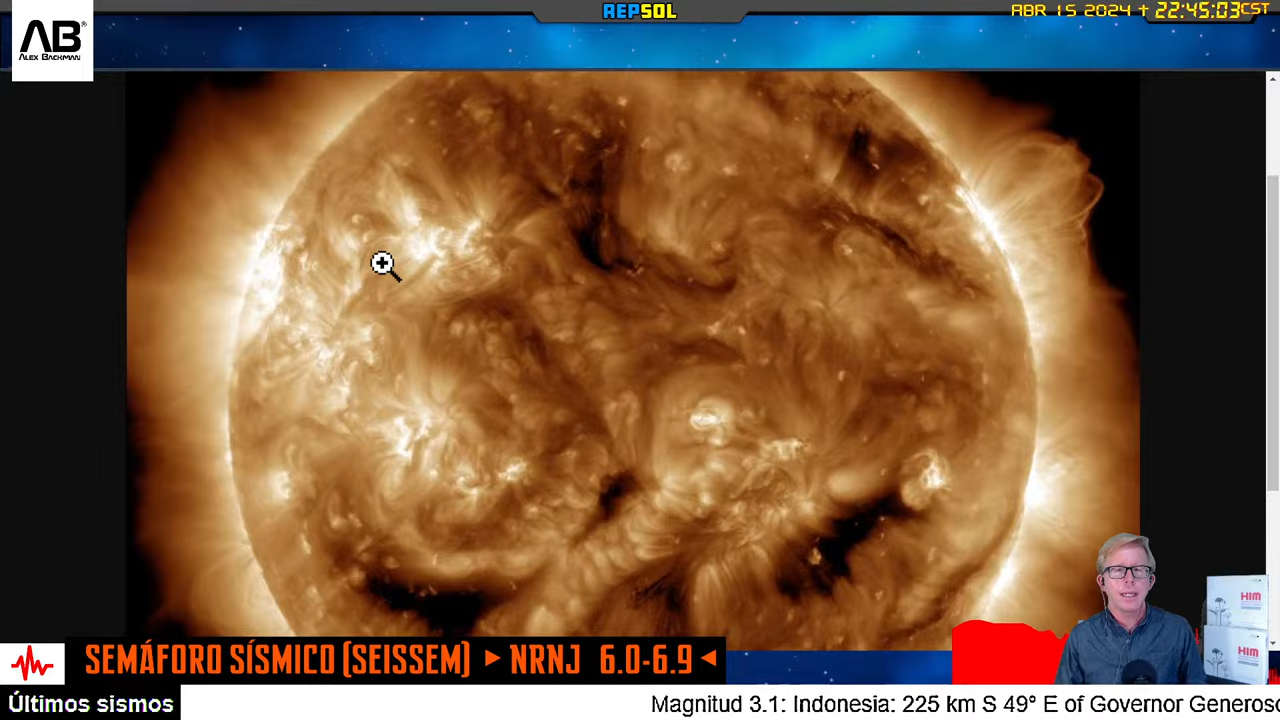 REPSOL
ABR 15 2024 † 22:45:03 CST
AB®
ALEX BACKMAN
HIM
HIM
SEMÁFORO SÍSMICO (SEISSEM) ► NRNJ 6.0-6.9 ◄
Últimos sismos
Magnitud 3.1: Indonesia: 225 km S 49° E of Governor Generoso